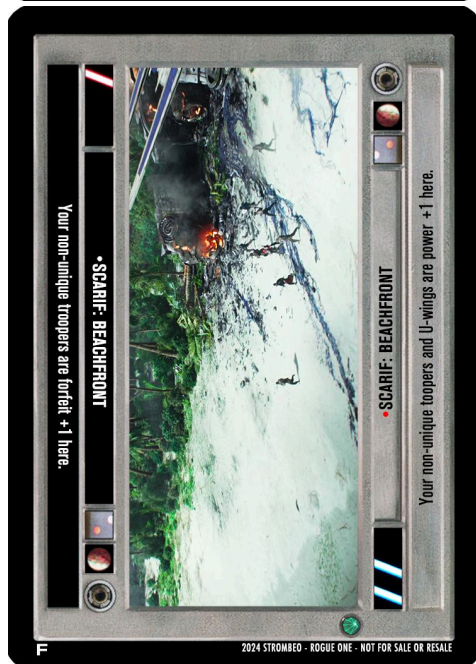 •SCARIF: BEACHFRONT
Your non-unique troopers are forfeit +1 here.
•SCARIF: BEACHFRONT
Your non-unique toopers and U-wings are power +1 here.
F
2024 STROMBEO - ROGUE ONE - NOT FOR SALE OR RESALE